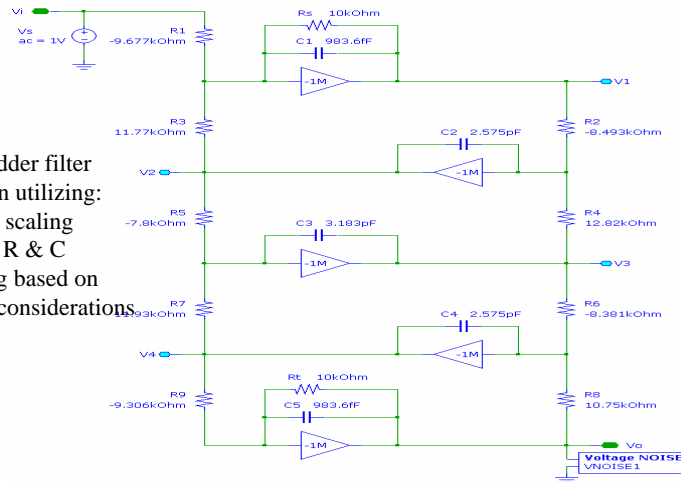 Vi
Vs
ac = 1V
R1
-9.677kOhm
Rs 10kOhm
C1 983.6fF
-1M
V1
R3
11.77kOhm
R2
-8.493kOhm
C2 2.575pF
-1M
V2
dder filter
n utilizing:
scaling
R & C
g based on
considerations
R5
-7.8kOhm
R4
12.82kOhm
C3 3.183pF
-1M
V3
R7
11.93kOhm
R6
-8.381kOhm
C4 2.575pF
-1M
V4
R9
-9.306kOhm
Rt 10kOhm
C5 983.6fF
-1M
R8
10.75kOhm
Vo
Voltage NOISE
VNOISE1